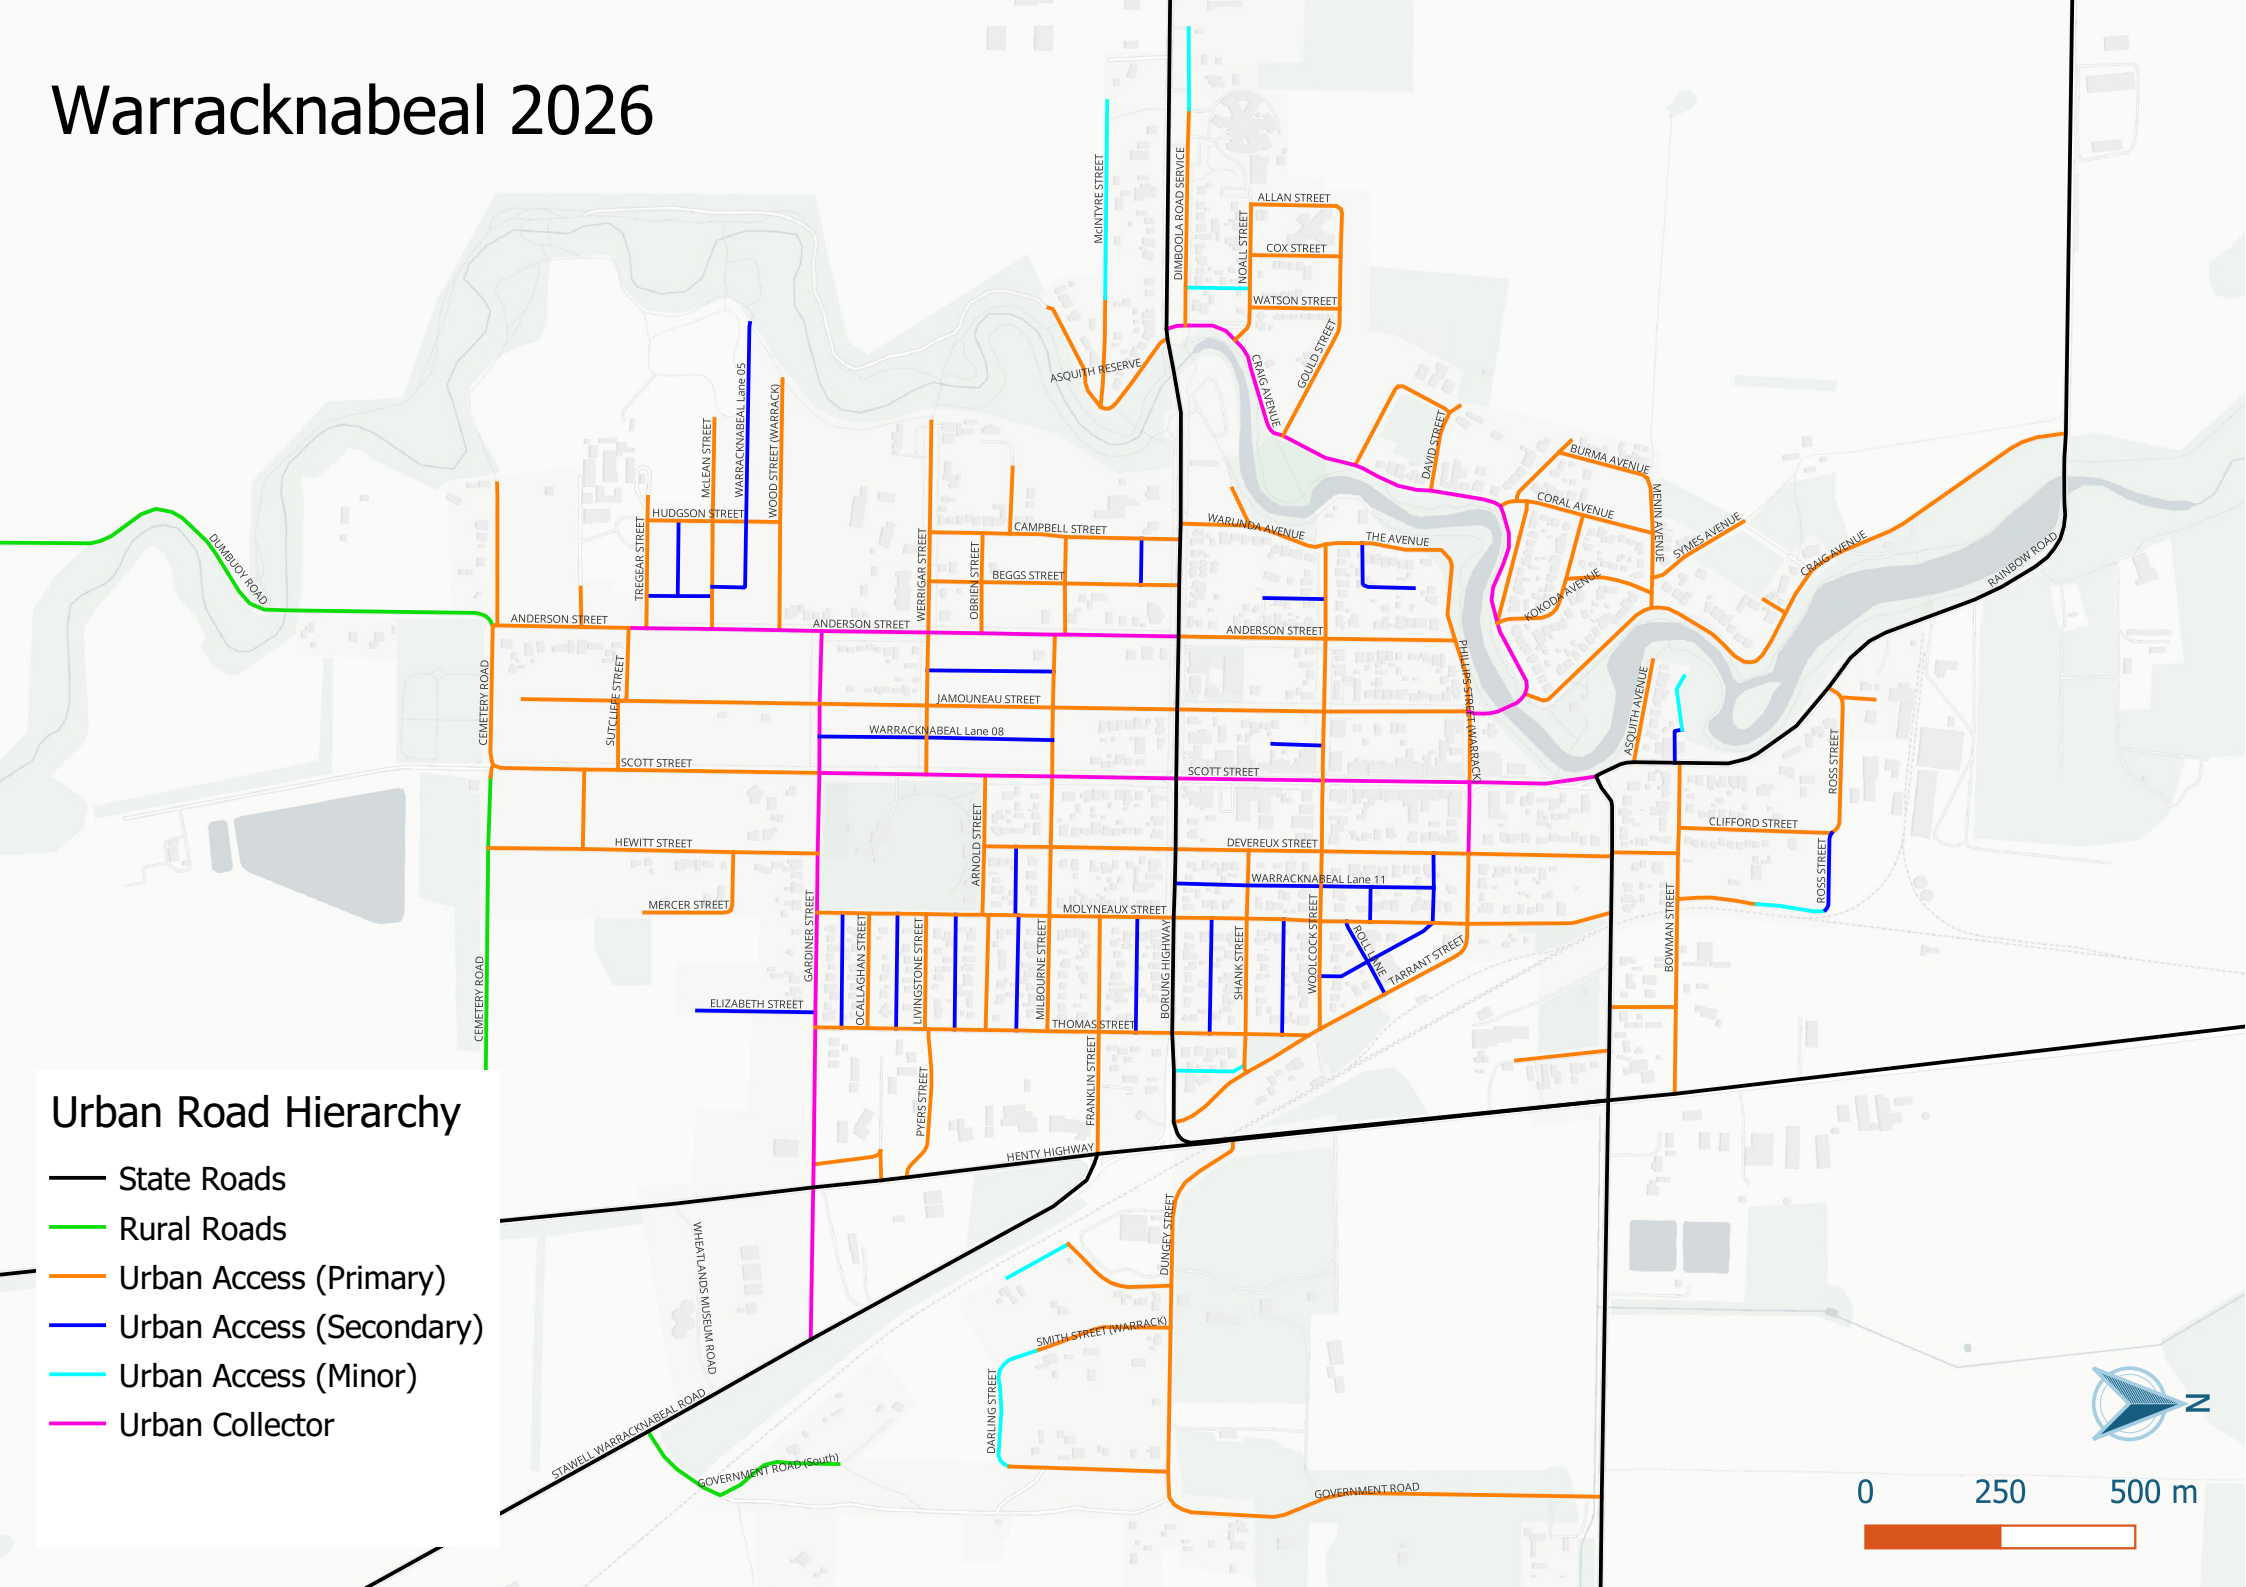 Warracknabeal 2026
McINTYRE STREET
DIMBOOLA ROAD SERVICE
NOALL STREET
ALLAN STREET
COX STREET
WATSON STREET
GOULD STREET
CRAIG AVENUE
ASQUITH RESERVE
DAVID STREET
BURMA AVENUE
CORAL AVENUE
MENIN AVENUE
SYMES AVENUE
CRAIG AVENUE
RAINBOW ROAD
KOKODA AVENUE
WARUNDA AVENUE
THE AVENUE
DUMBUOY ROAD
McLEAN STREET
WARRACKNABEAL Lane 05
WOOD STREET (WARRACK)
HUDGSON STREET
TREGEAR STREET
WERRIGAR STREET
OBRIEN STREET
CAMPBELL STREET
BEGGS STREET
ANDERSON STREET
ANDERSON STREET
ANDERSON STREET
CEMETERY ROAD
SUTCLIFFE STREET
JAMOUNEAU STREET
WARRACKNABEAL Lane 08
PHILLIPS STREET (WARRACK)
ASQUITH AVENUE
SCOTT STREET
SCOTT STREET
ROSS STREET
CLIFFORD STREET
ROSS STREET
HEWITT STREET
MERCER STREET
ARNOLD STREET
DEVEREUX STREET
WARRACKNABEAL Lane 11
MOLYNEAUX STREET
GARDINER STREET
OCALLAGHAN STREET
LIVINGSTONE STREET
MILBOURNE STREET
BORUNG HIGHWAY
SHANK STREET
WOOLCOCK STREET
ROLL LANE
TARRANT STREET
BOWMAN STREET
CEMETERY ROAD
ELIZABETH STREET
THOMAS STREET
PYERS STREET
FRANKLIN STREET
HENTY HIGHWAY
DUNGEY STREET
WHEATLANDS MUSEUM ROAD
SMITH STREET (WARRACK)
DARLING STREET
STAWELL WARRACKNABEAL ROAD
GOVERNMENT ROAD (South)
GOVERNMENT ROAD
Urban Road Hierarchy
State Roads
Rural Roads
Urban Access (Primary)
Urban Access (Secondary)
Urban Access (Minor)
Urban Collector
N
0 250 500 m